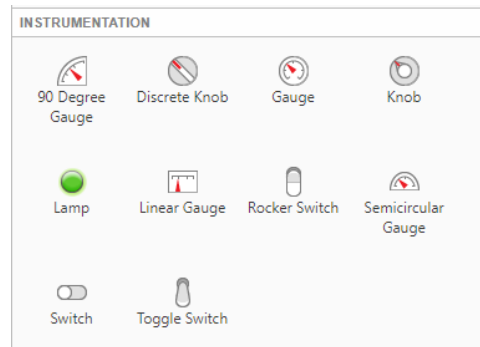 INSTRUMENTATION
90 Degree
Gauge
Discrete Knob
Gauge
Knob
Lamp
Linear Gauge
Rocker Switch
Semicircular
Gauge
Switch
Toggle Switch